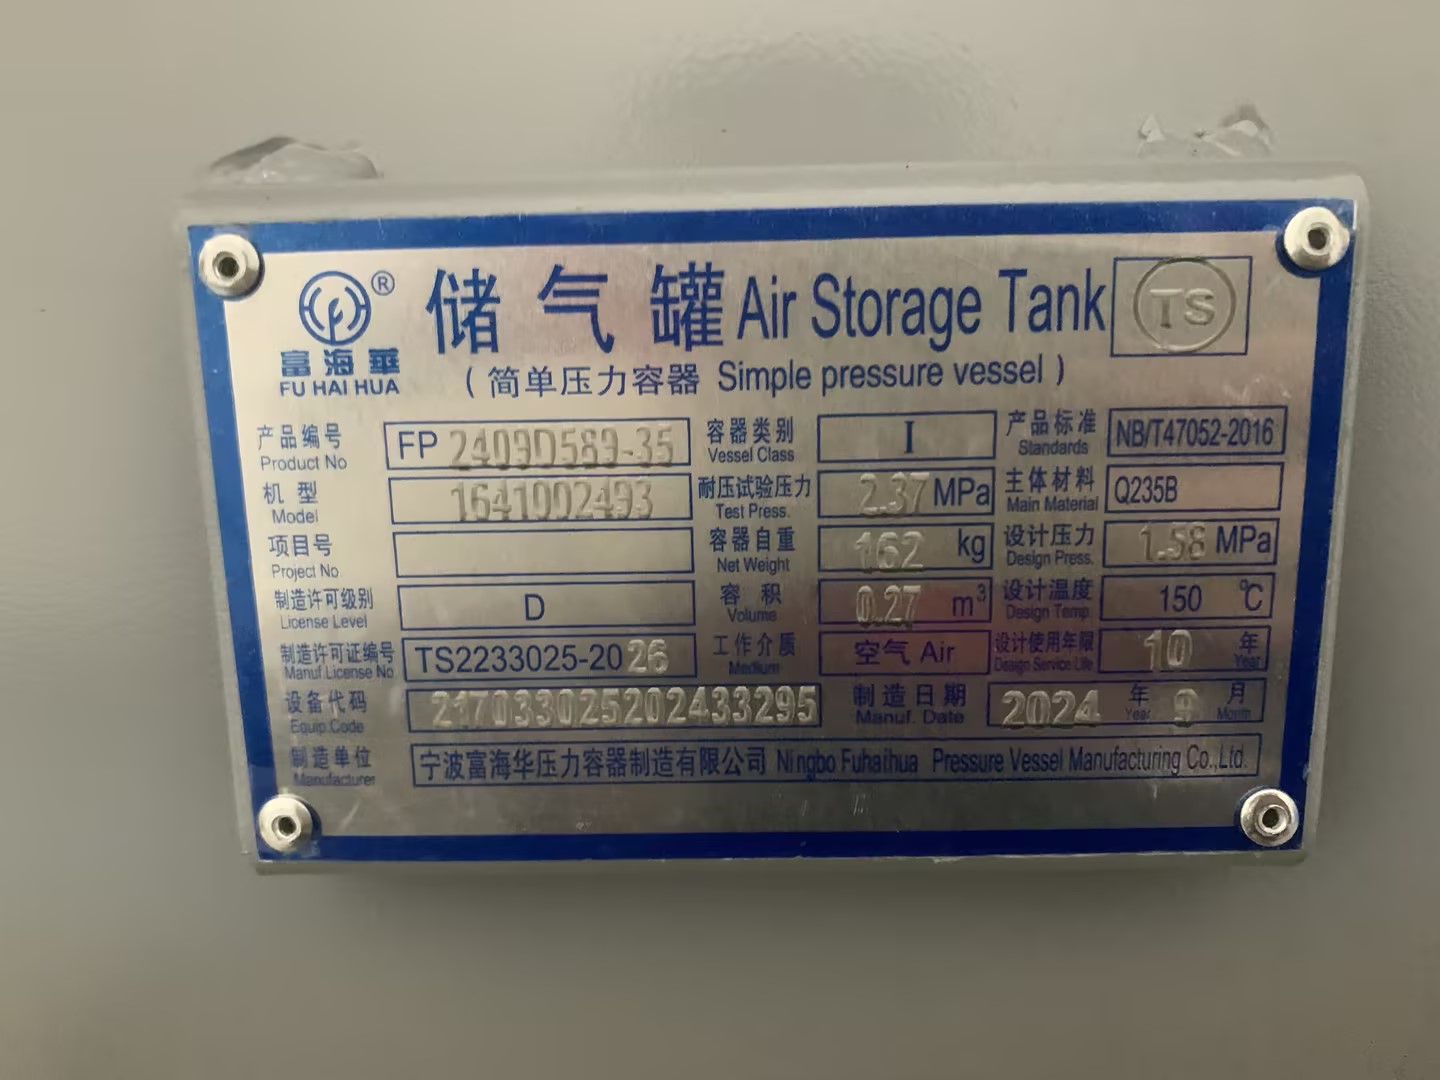 富海華®
FU HAI HUA
储气罐 Air Storage Tank TS
(简单压力容器 Simple pressure vessel)
产品编号 FP 2409D589-35 容器类别 I 产品标准 NB/T47052-2016
Product No Vessel Class Standards
机型 1641002493 耐压试验压力 2.37 MPa 主体材料 Q235B
Model Test Press. Main Material
项目号 容器自重 162 kg 设计压力 1.58 MPa
Project No. Net Weight Design Press.
制造许可级别 D 容积 0.27 m³ 设计温度 150 ℃
License Level Volume Design Temp.
制造许可证编号 TS2233025-2026 工作介质 空气 Air 设计使用年限 10 年
Manuf License No Medium Design Service Life Year
设备代码 217033025202433295 制造日期 2024 年 9 月
Equip.Code Manuf. Date Year Month
制造单位 宁波富海华压力容器制造有限公司 Ningbo Fuhaihua Pressure Vessel Manufacturing Co.,Ltd.
Manufacturer